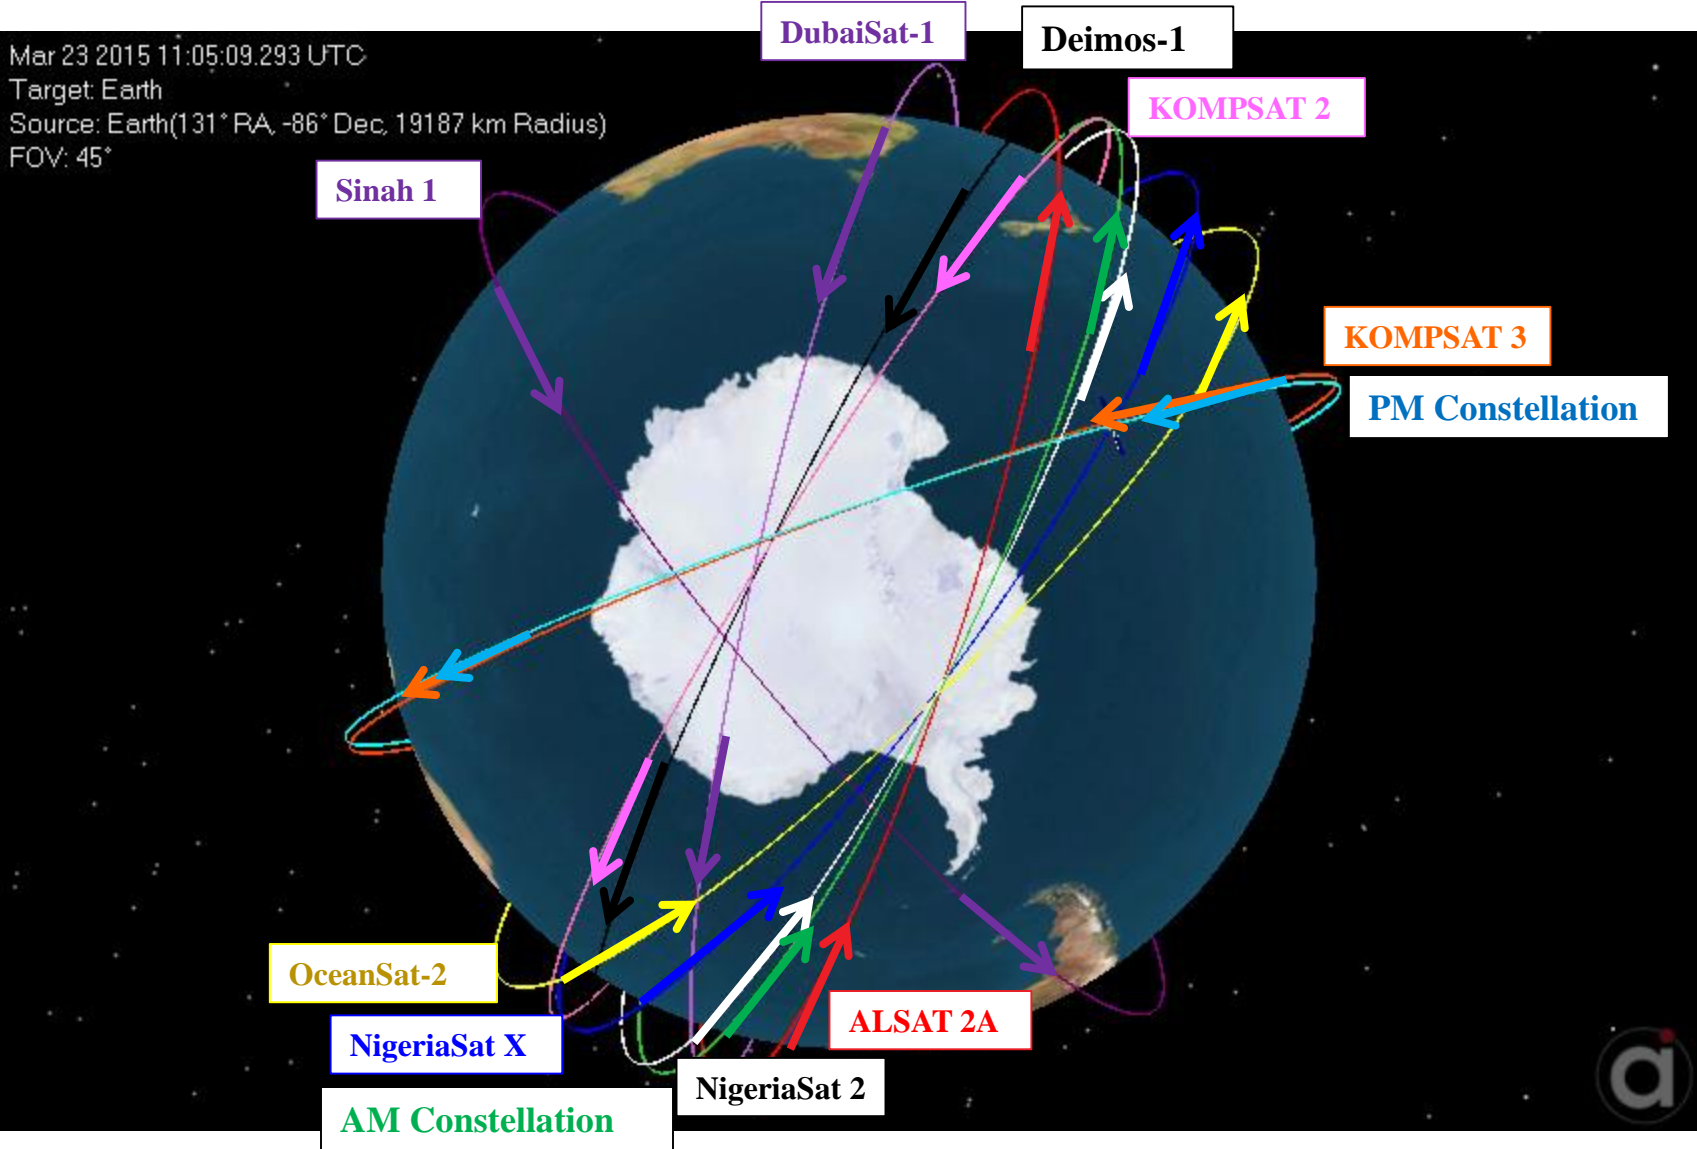 DubaiSat-1
Deimos-1
Mar 23 2015 11:05:09.293 UTC
Target: Earth
Source: Earth(131° RA, -86° Dec, 19187 km Radius)
FOV: 45°
KOMPSAT 2
Sinah 1
KOMPSAT 3
PM Constellation
OceanSat-2
ALSAT 2A
NigeriaSat X
NigeriaSat 2
AM Constellation
a